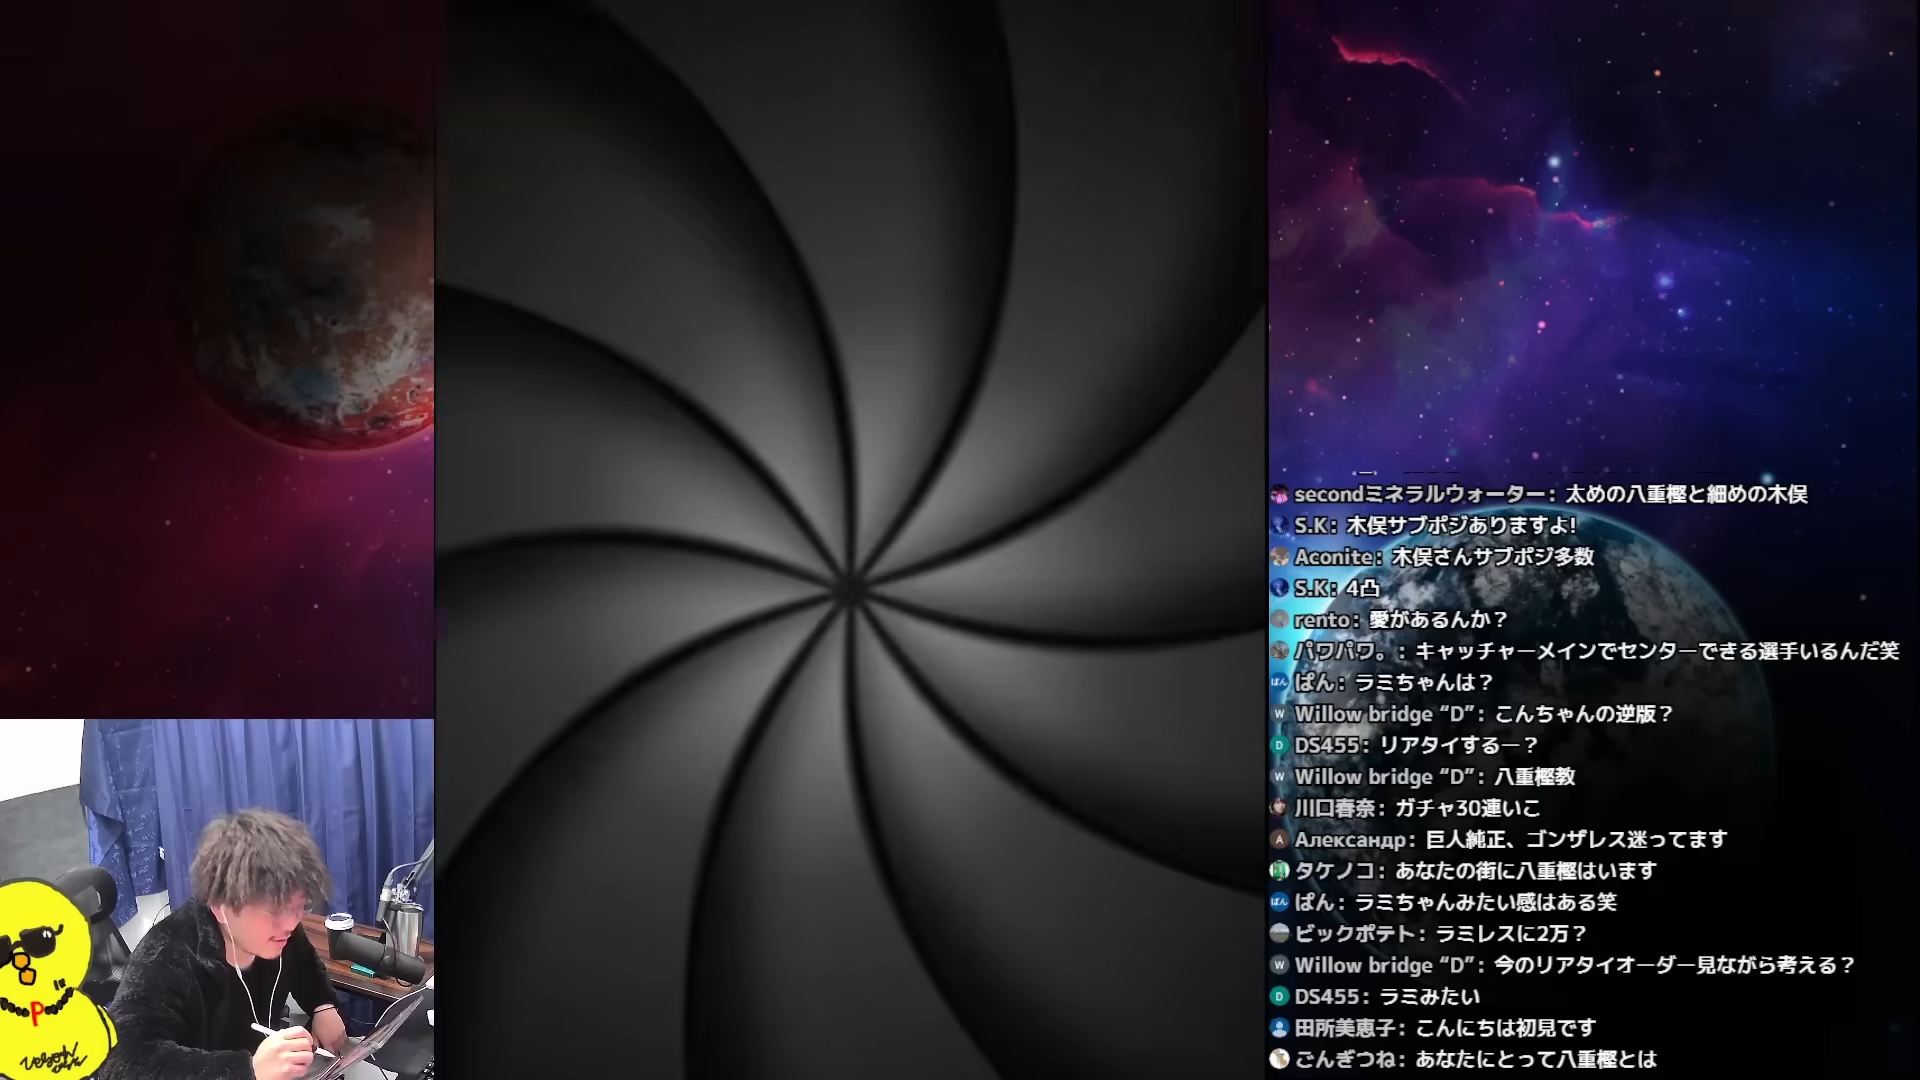 secondミネラルウォーター: 太めの八重樫と細めの木俣
S.K: 木俣サブポジありますよ!
Aconite: 木俣さんサブポジ多数
S.K: 4凸
rento: 愛があるんか？
パワパワ。: キャッチャーメインでセンターできる選手いるんだ笑
ぱん ぱん: ラミちゃんは？
W Willow bridge “D”: こんちゃんの逆版？
D DS455: リアタイするー？
W Willow bridge “D”: 八重樫教
川口春奈: ガチャ30連いこ
A Александр: 巨人純正、ゴンザレス迷ってます
タケノコ: あなたの街に八重樫はいます
ぱん ぱん: ラミちゃんみたい感はある笑
ビックポテト: ラミレスに2万？
W Willow bridge “D”: 今のリアタイオーダー見ながら考える？
D DS455: ラミみたい
田所美恵子: こんにちは初見です
ごんぎつね: あなたにとって八重樫とは
P